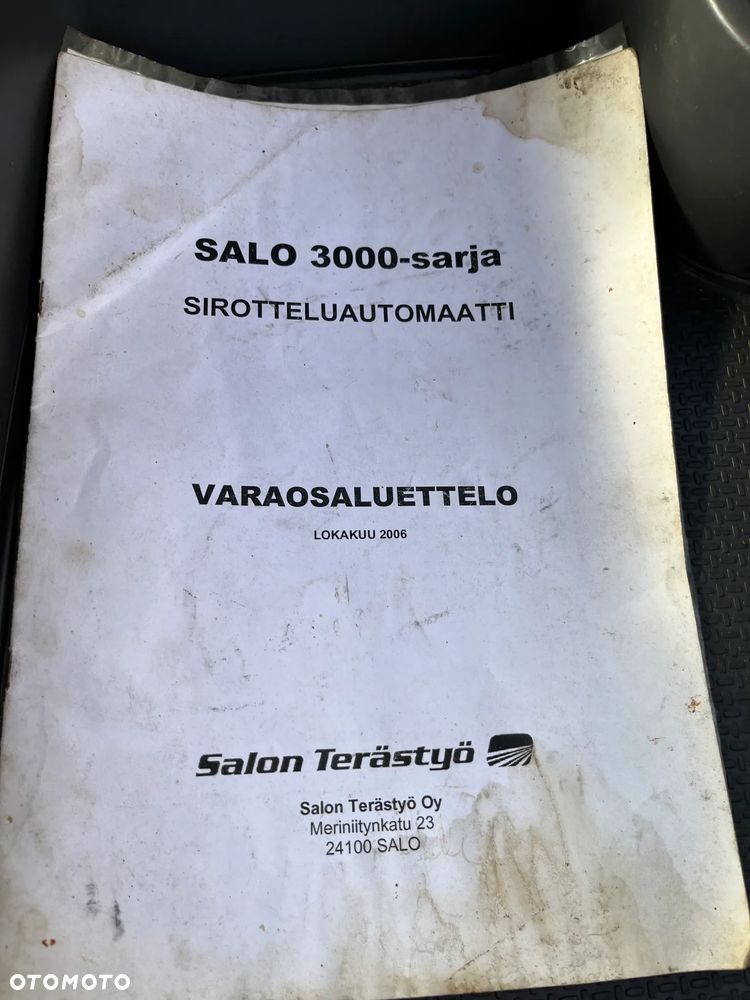 SALO 3000-sarja
SIROTTELUAUTOMAATTI
VARAOSALUETTELO
LOKAKUU 2006
Salon Terästyö
Salon Terästyö Oy
Meriniitynkatu 23
24100 SALO
OTOMOTO